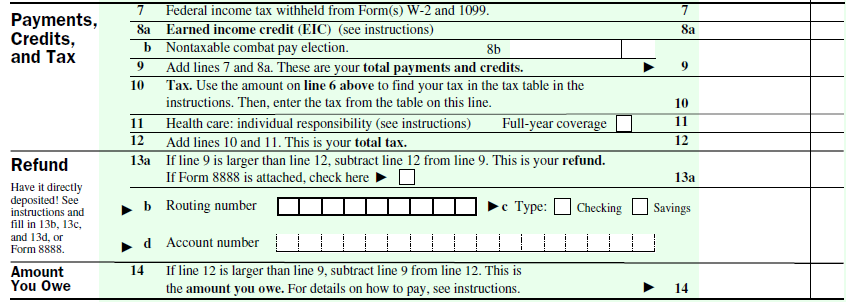 Payments,
Credits,
and Tax
7 Federal income tax withheld from Form(s) W-2 and 1099. 7
8a Earned income credit (EIC) (see instructions) 8a
b Nontaxable combat pay election. 8b
9 Add lines 7 and 8a. These are your total payments and credits. ▶ 9
10 Tax. Use the amount on line 6 above to find your tax in the tax table in the
instructions. Then, enter the tax from the table on this line. 10
11 Health care: individual responsibility (see instructions) Full-year coverage 11
12 Add lines 10 and 11. This is your total tax. 12
Refund
Have it directly
deposited! See
instructions and
fill in 13b, 13c,
and 13d, or
Form 8888.
13a If line 9 is larger than line 12, subtract line 12 from line 9. This is your refund.
If Form 8888 is attached, check here ▶ 13a
▶ b Routing number ▶ c Type: Checking Savings
▶ d Account number
Amount
You Owe
14 If line 12 is larger than line 9, subtract line 9 from line 12. This is
the amount you owe. For details on how to pay, see instructions. ▶ 14